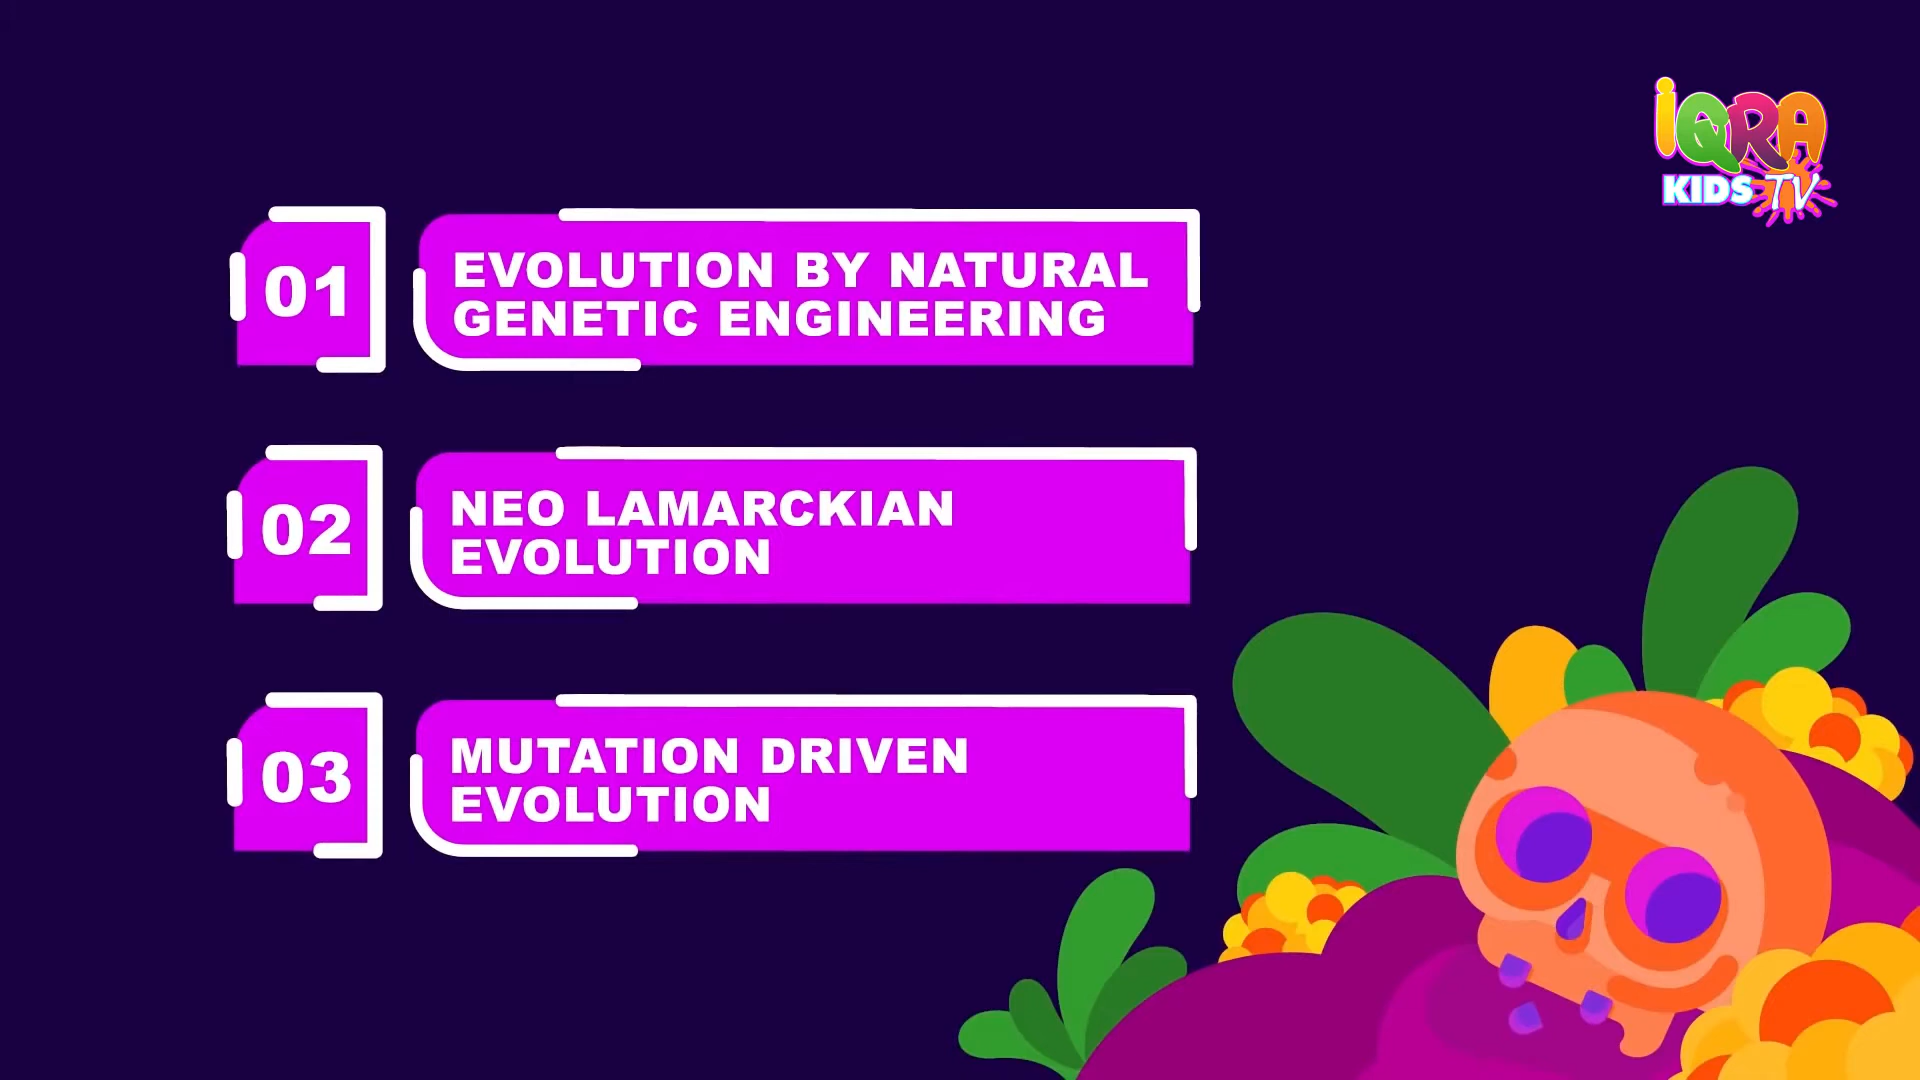 iQRA
KIDS TV
01
EVOLUTION BY NATURAL
GENETIC ENGINEERING
02
NEO LAMARCKIAN
EVOLUTION
03
MUTATION DRIVEN
EVOLUTION